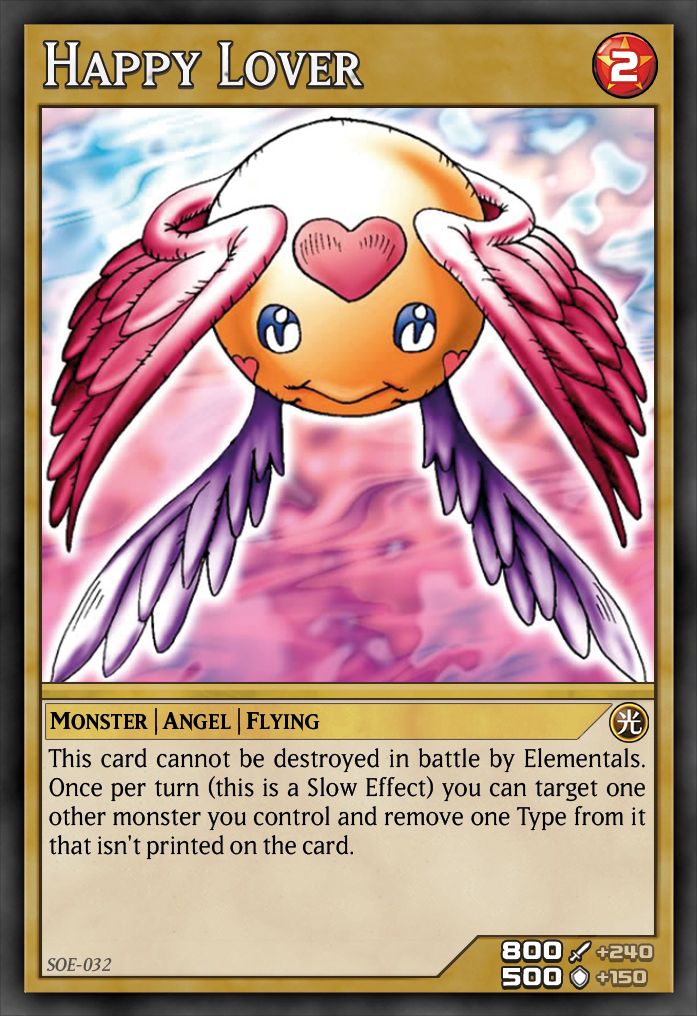 Happy Lover
2
Monster | Angel | Flying
光
This card cannot be destroyed in battle by Elementals.
Once per turn (this is a Slow Effect) you can target one
other monster you control and remove one Type from it
that isn't printed on the card.
800 +240
SOE-032
500 +150